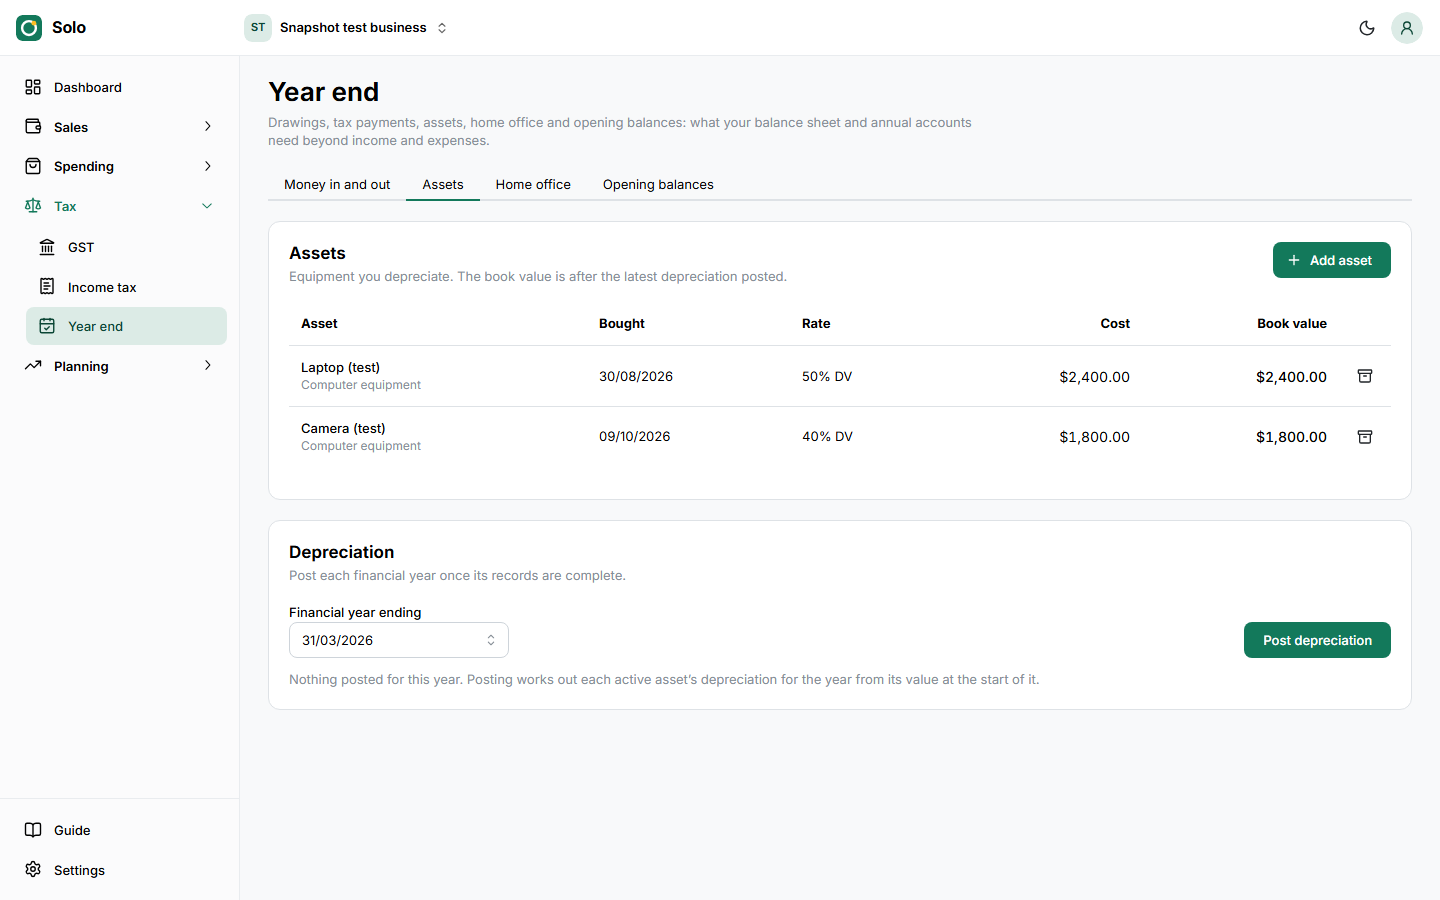 Solo
ST Snapshot test business
Dashboard
Sales
Spending
Tax
GST
Income tax
Year end
Planning
Guide
Settings
Year end
Drawings, tax payments, assets, home office and opening balances: what your balance sheet and annual accounts
need beyond income and expenses.
Money in and out Assets Home office Opening balances
Assets
Equipment you depreciate. The book value is after the latest depreciation posted.
Add asset
Asset Bought Rate Cost Book value
Laptop (test)
Computer equipment
30/08/2026 50% DV $2,400.00 $2,400.00
Camera (test)
Computer equipment
09/10/2026 40% DV $1,800.00 $1,800.00
Depreciation
Post each financial year once its records are complete.
Financial year ending
31/03/2026
Post depreciation
Nothing posted for this year. Posting works out each active asset’s depreciation for the year from its value at the start of it.